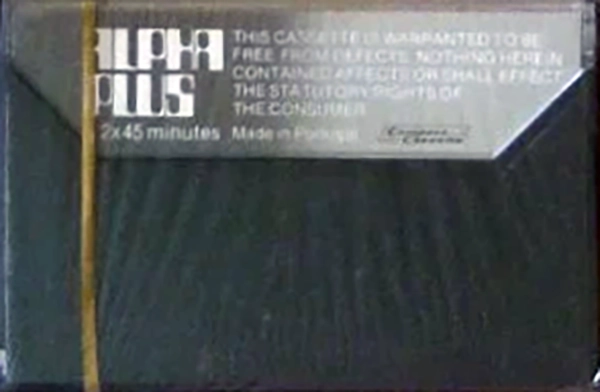 ALPHA
PLUS
THIS CASSETTE IS WARRANTED TO BE
FREE FROM DEFECTS. NOTHING HEREIN
CONTAINED AFFECTS OR SHALL EFFECT
THE STATUTORY RIGHTS OF
THE CONSUMER
2x45 minutes Made in Portugal
Compact
Cassette